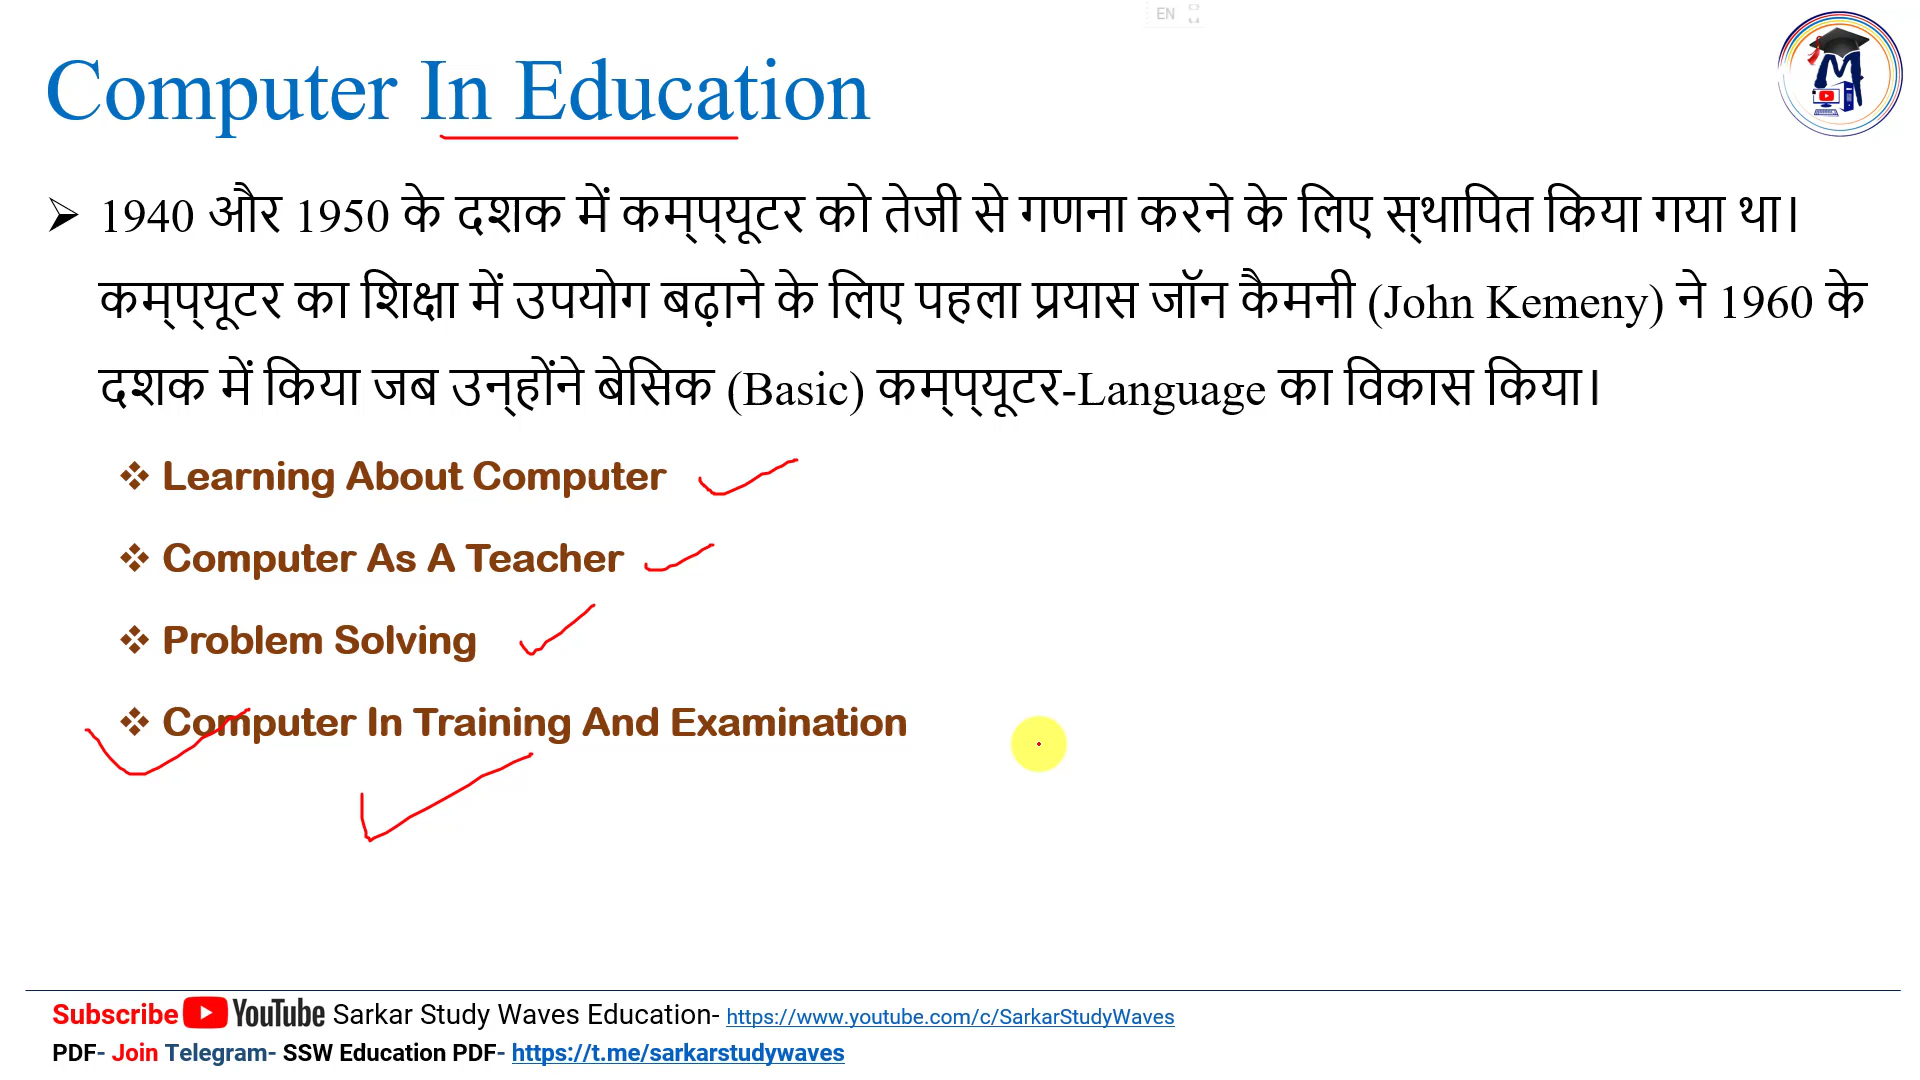 EN
Computer In Education
➢ 1940 और 1950 के दशक में कम्प्यूटर को तेजी से गणना करने के लिए स्थापित किया गया था।
कम्प्यूटर का शिक्षा में उपयोग बढ़ाने के लिए पहला प्रयास जॉन कैमनी (John Kemeny) ने 1960 के
दशक में किया जब उन्होंने बेसिक (Basic) कम्प्यूटर-Language का विकास किया।
❖ Learning About Computer
❖ Computer As A Teacher
❖ Problem Solving
❖ Computer In Training And Examination
Subscribe YouTube Sarkar Study Waves Education- https://www.youtube.com/c/SarkarStudyWaves
PDF- Join Telegram- SSW Education PDF- https://t.me/sarkarstudywaves